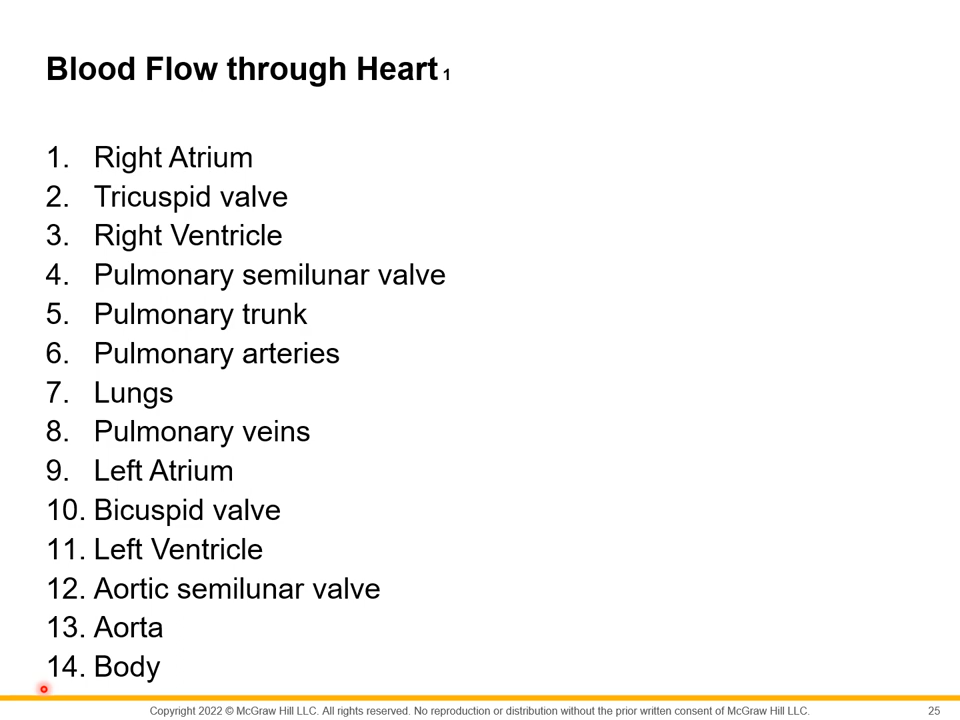 Blood Flow through Heart 1
1. Right Atrium
2. Tricuspid valve
3. Right Ventricle
4. Pulmonary semilunar valve
5. Pulmonary trunk
6. Pulmonary arteries
7. Lungs
8. Pulmonary veins
9. Left Atrium
10. Bicuspid valve
11. Left Ventricle
12. Aortic semilunar valve
13. Aorta
14. Body
Copyright 2022 © McGraw Hill LLC. All rights reserved. No reproduction or distribution without the prior written consent of McGraw Hill LLC. 25